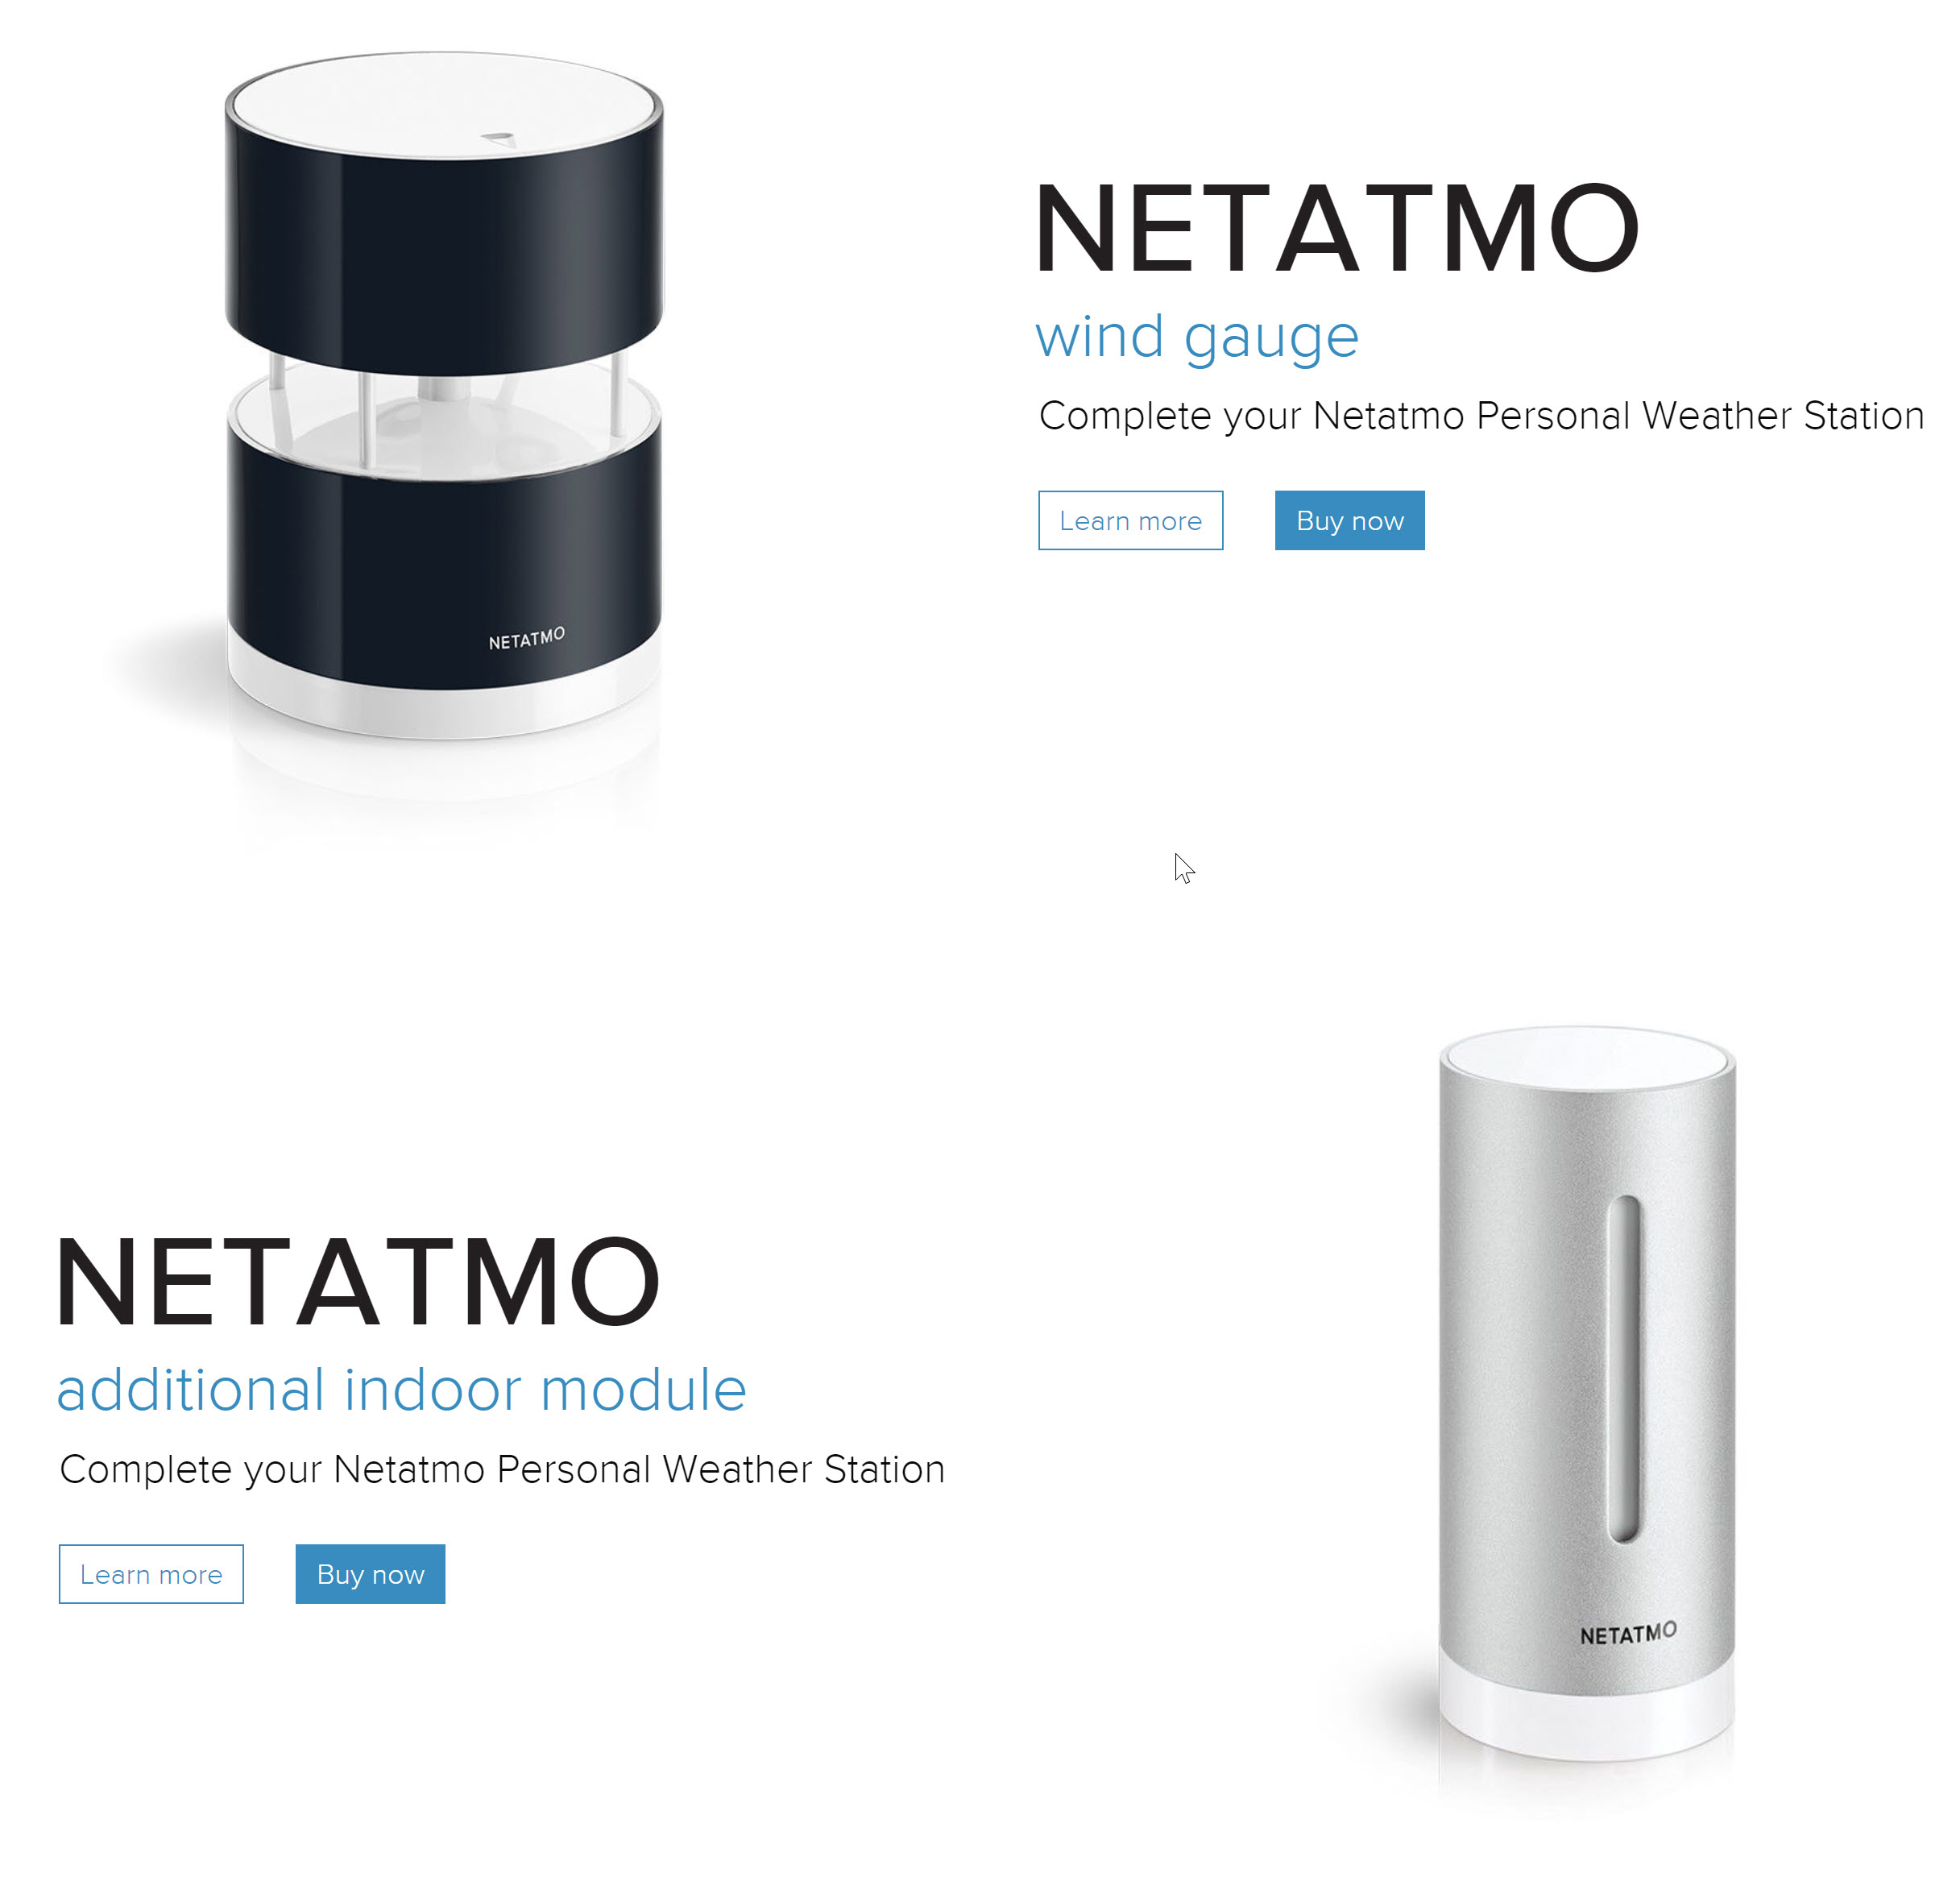 NETATMO
wind gauge
Complete your Netatmo Personal Weather Station
Learn more
Buy now
NETATMO
NETATMO
additional indoor module
Complete your Netatmo Personal Weather Station
Learn more
Buy now
NETATMO